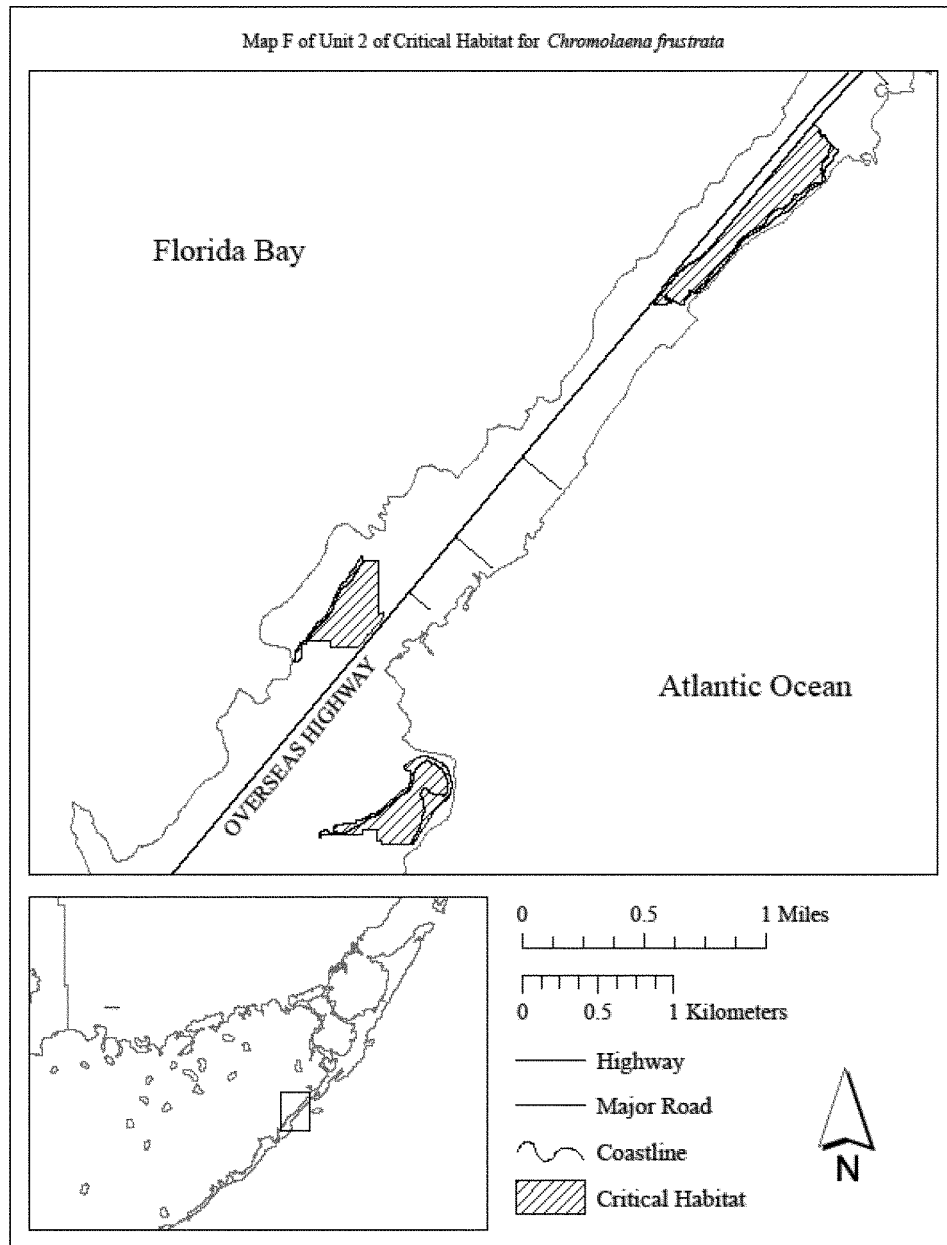 Map F of Unit 2 of Critical Habitat for Chromolaena frustrata
Florida Bay
Atlantic Ocean
OVERSEAS HIGHWAY
0 0.5 1 Miles
0 0.5 1 Kilometers
Highway
Major Road
Coastline
Critical Habitat
N